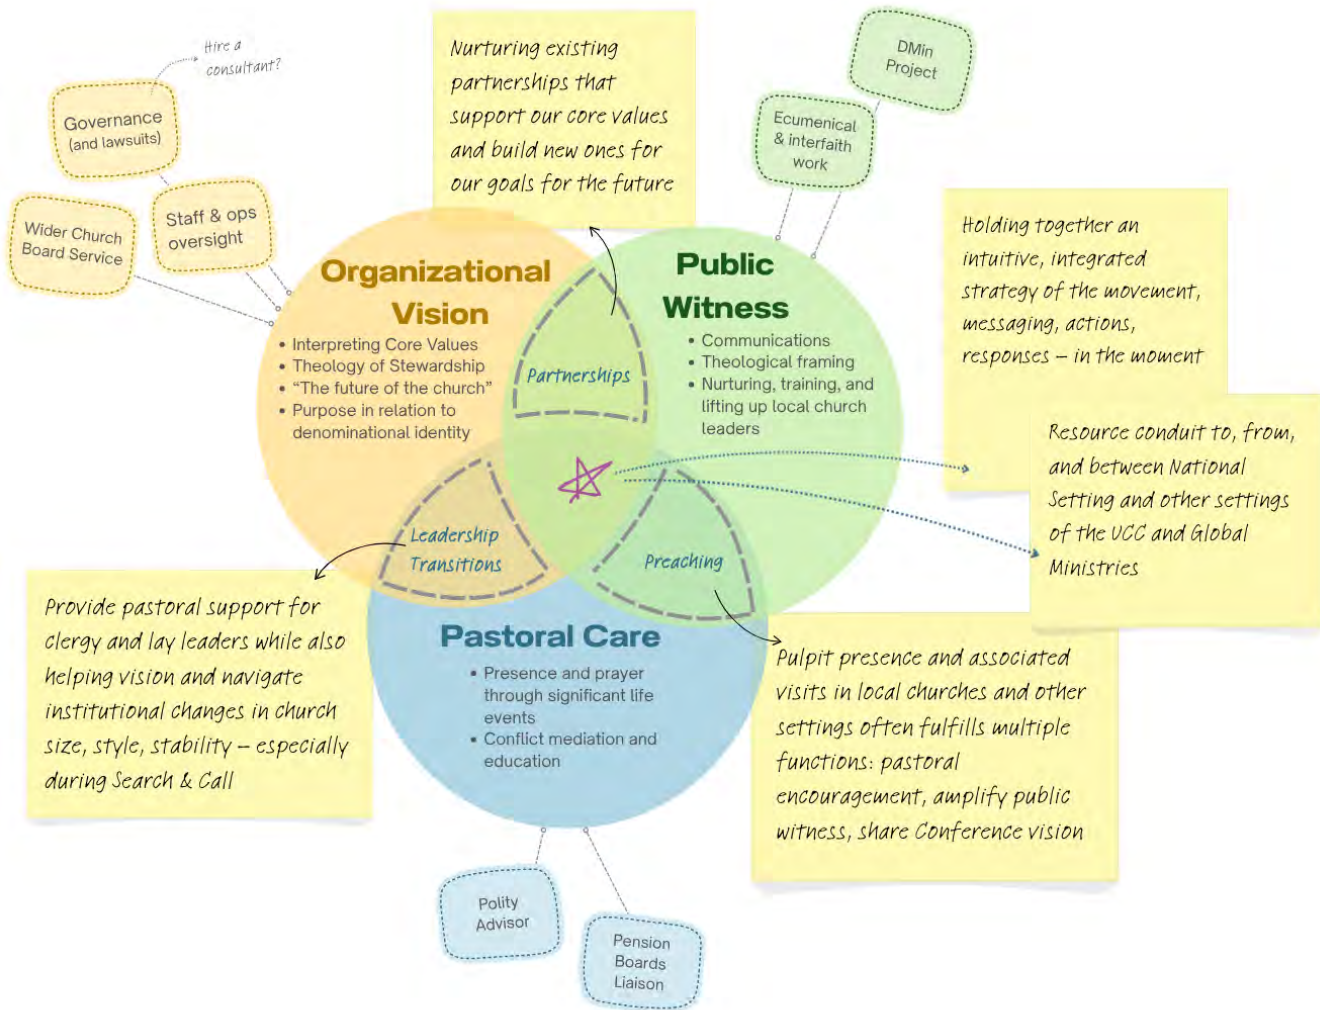 Hire a
consultant?
Governance
(and lawsuits)
Wider Church
Board Service
Staff & ops
oversight
Nurturing existing
partnerships that
support our core values
and build new ones for
our goals for the future
DMin
Project
Ecumenical
& interfaith
work
Organizational
Vision
• Interpreting Core Values
• Theology of Stewardship
• "The future of the church"
• Purpose in relation to
denominational identity
Partnerships
Public
Witness
• Communications
• Theological framing
• Nurturing, training, and
lifting up local church
leaders
Holding together an
intuitive, integrated
strategy of the movement,
messaging, actions,
responses – in the moment
Resource conduit to, from,
and between National
Setting and other settings
of the UCC and Global
Ministries
Leadership
Transitions
Preaching
Provide pastoral support for
clergy and lay leaders while also
helping vision and navigate
institutional changes in church
size, style, stability – especially
during Search & Call
Pastoral Care
• Presence and prayer
through significant life
events
• Conflict mediation and
education
Pulpit presence and associated
visits in local churches and other
settings often fulfills multiple
functions: pastoral
encouragement, amplify public
witness, share Conference vision
Polity
Advisor
Pension
Boards
Liaison